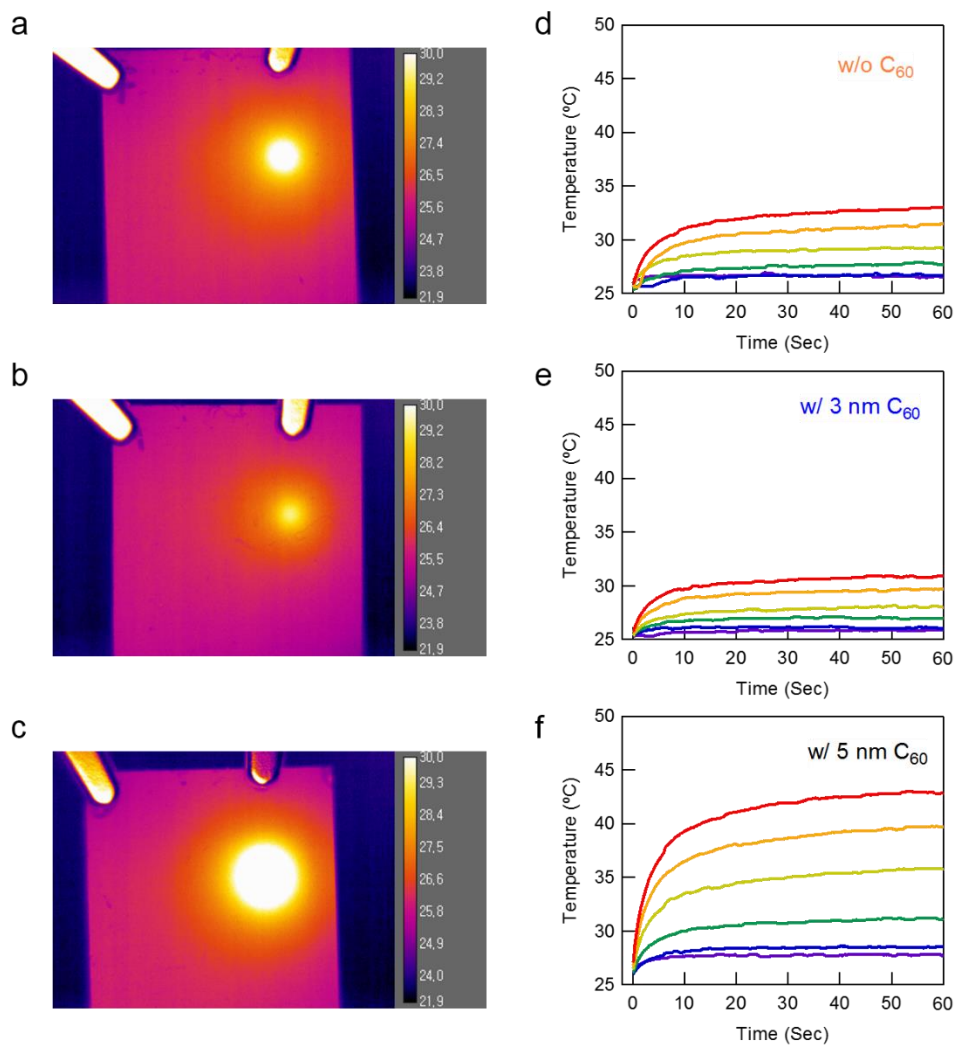 a
30,0
29,2
28,3
27,4
26,5
25,6
24,7
23,8
21,9
d
50
45
40
35
30
25
Temperature (ºC)
w/o C₆₀
0 10 20 30 40 50 60
Time (Sec)
b
30,0
29,2
28,2
27,3
26,4
25,5
24,6
23,7
21,9
e
50
45
40
35
30
25
Temperature (ºC)
w/ 3 nm C₆₀
0 10 20 30 40 50 60
Time (Sec)
c
30,0
29,2
28,3
27,4
26,6
25,8
24,9
24,0
21,9
f
50
45
40
35
30
25
Temperature (ºC)
w/ 5 nm C₆₀
0 10 20 30 40 50 60
Time (Sec)